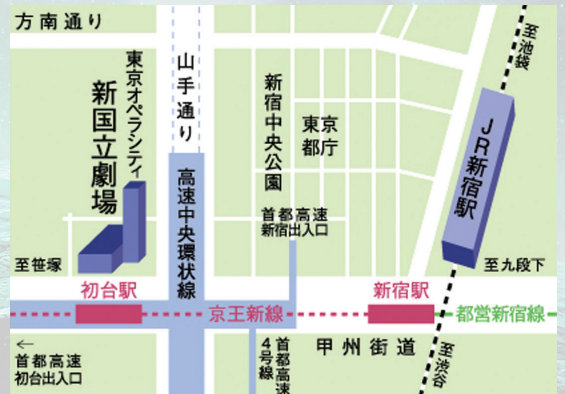 方南通り
山手通り
東京オペラシティ
新国立劇場
新宿中央公園
東京
都庁
至池袋
JR新宿駅
高速中央環状線
首都高速
新宿出入口
至笹塚
至九段下
初台駅
新宿駅
京王新線
都営新宿線
←
首都高速
初台出入口
首都高速
4号線
甲州街道
至渋谷